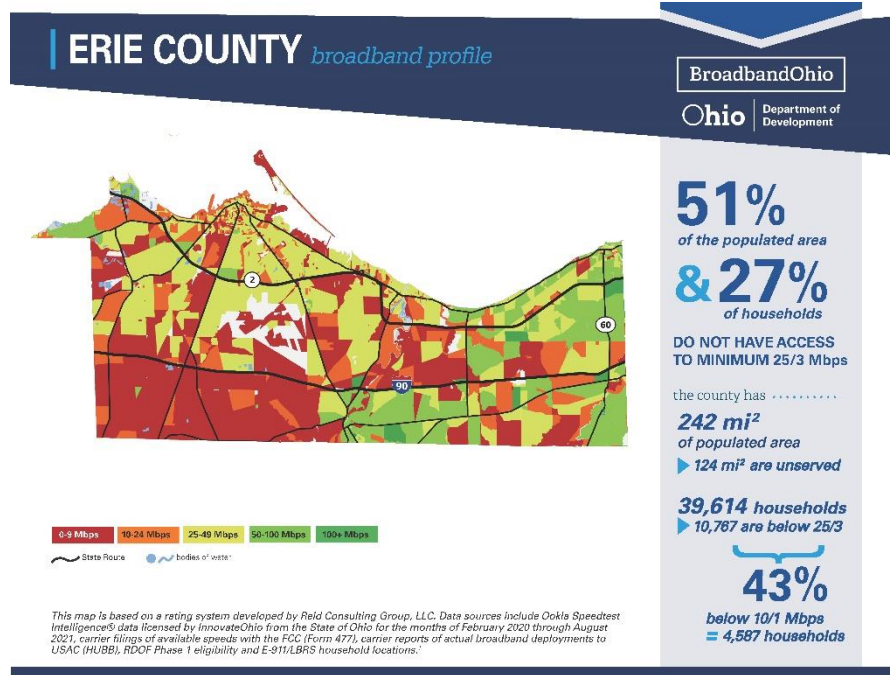 ERIE COUNTY broadband profile
BroadbandOhio
Ohio Department of
Development
2
60
90
0-9 Mbps 10-24 Mbps 25-49 Mbps 50-100 Mbps 100+ Mbps
State Route bodies of water
This map is based on a rating system developed by Reid Consulting Group, LLC. Data sources include Ookla Speedtest
Intelligence® data licensed by InnovateOhio from the State of Ohio for the months of February 2020 through August
2021, carrier filings of available speeds with the FCC (Form 477), carrier reports of actual broadband deployments to
USAC (HUBB), RDOF Phase 1 eligibility and E-911/LBRS household locations.¹
51%
of the populated area
& 27%
of households
DO NOT HAVE ACCESS
TO MINIMUM 25/3 Mbps
the county has ..........
242 mi²
of populated area
124 mi² are unserved
39,614 households
10,767 are below 25/3
43%
below 10/1 Mbps
= 4,587 households